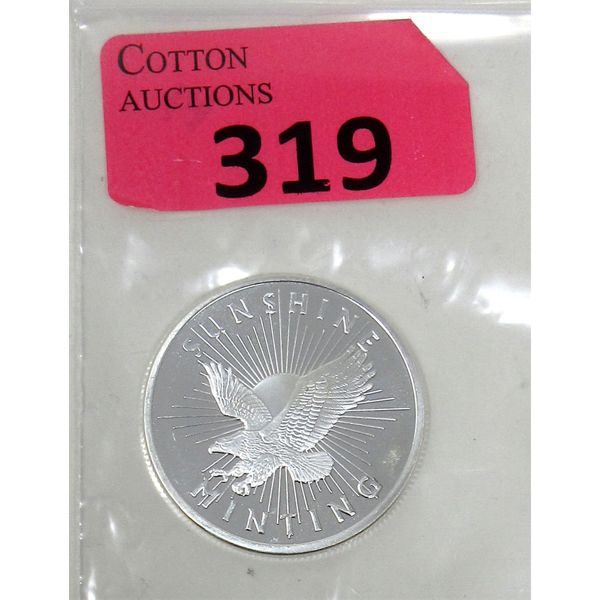 COTTON
AUCTIONS
319
SUNSHINE
MINTING